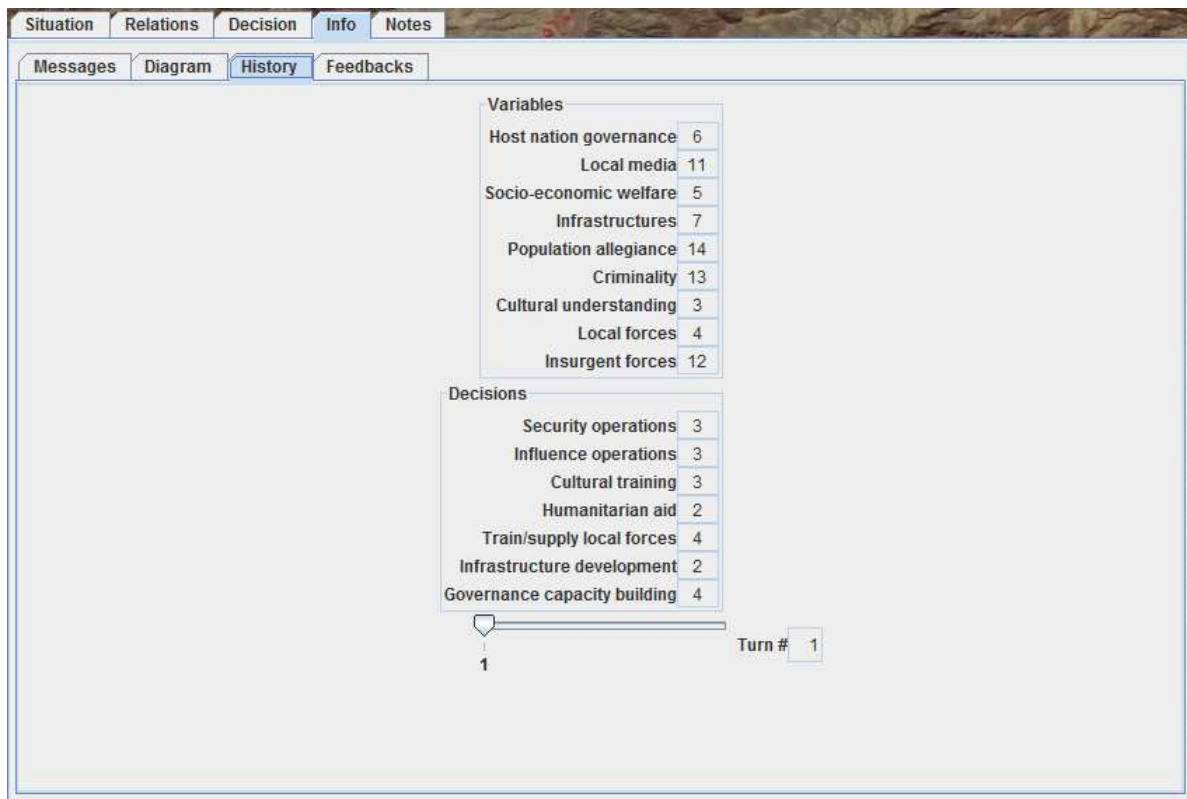 Situation Relations Decision Info Notes
Messages Diagram History Feedbacks
Variables
Host nation governance 6
Local media 11
Socio-economic welfare 5
Infrastructures 7
Population allegiance 14
Criminality 13
Cultural understanding 3
Local forces 4
Insurgent forces 12
Decisions
Security operations 3
Influence operations 3
Cultural training 3
Humanitarian aid 2
Train/supply local forces 4
Infrastructure development 2
Governance capacity building 4
Turn # 1
1